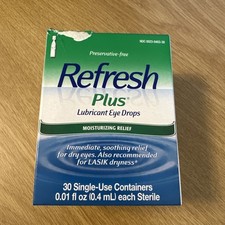 Preservative-free
Refresh
Plus®
Lubricant Eye Drops
MOISTURIZING RELIEF
Immediate, soothing relief
for dry eyes. Also recommended
for LASIK dryness*
30 Single-Use Containers
0.01 fl oz (0.4 mL) each Sterile